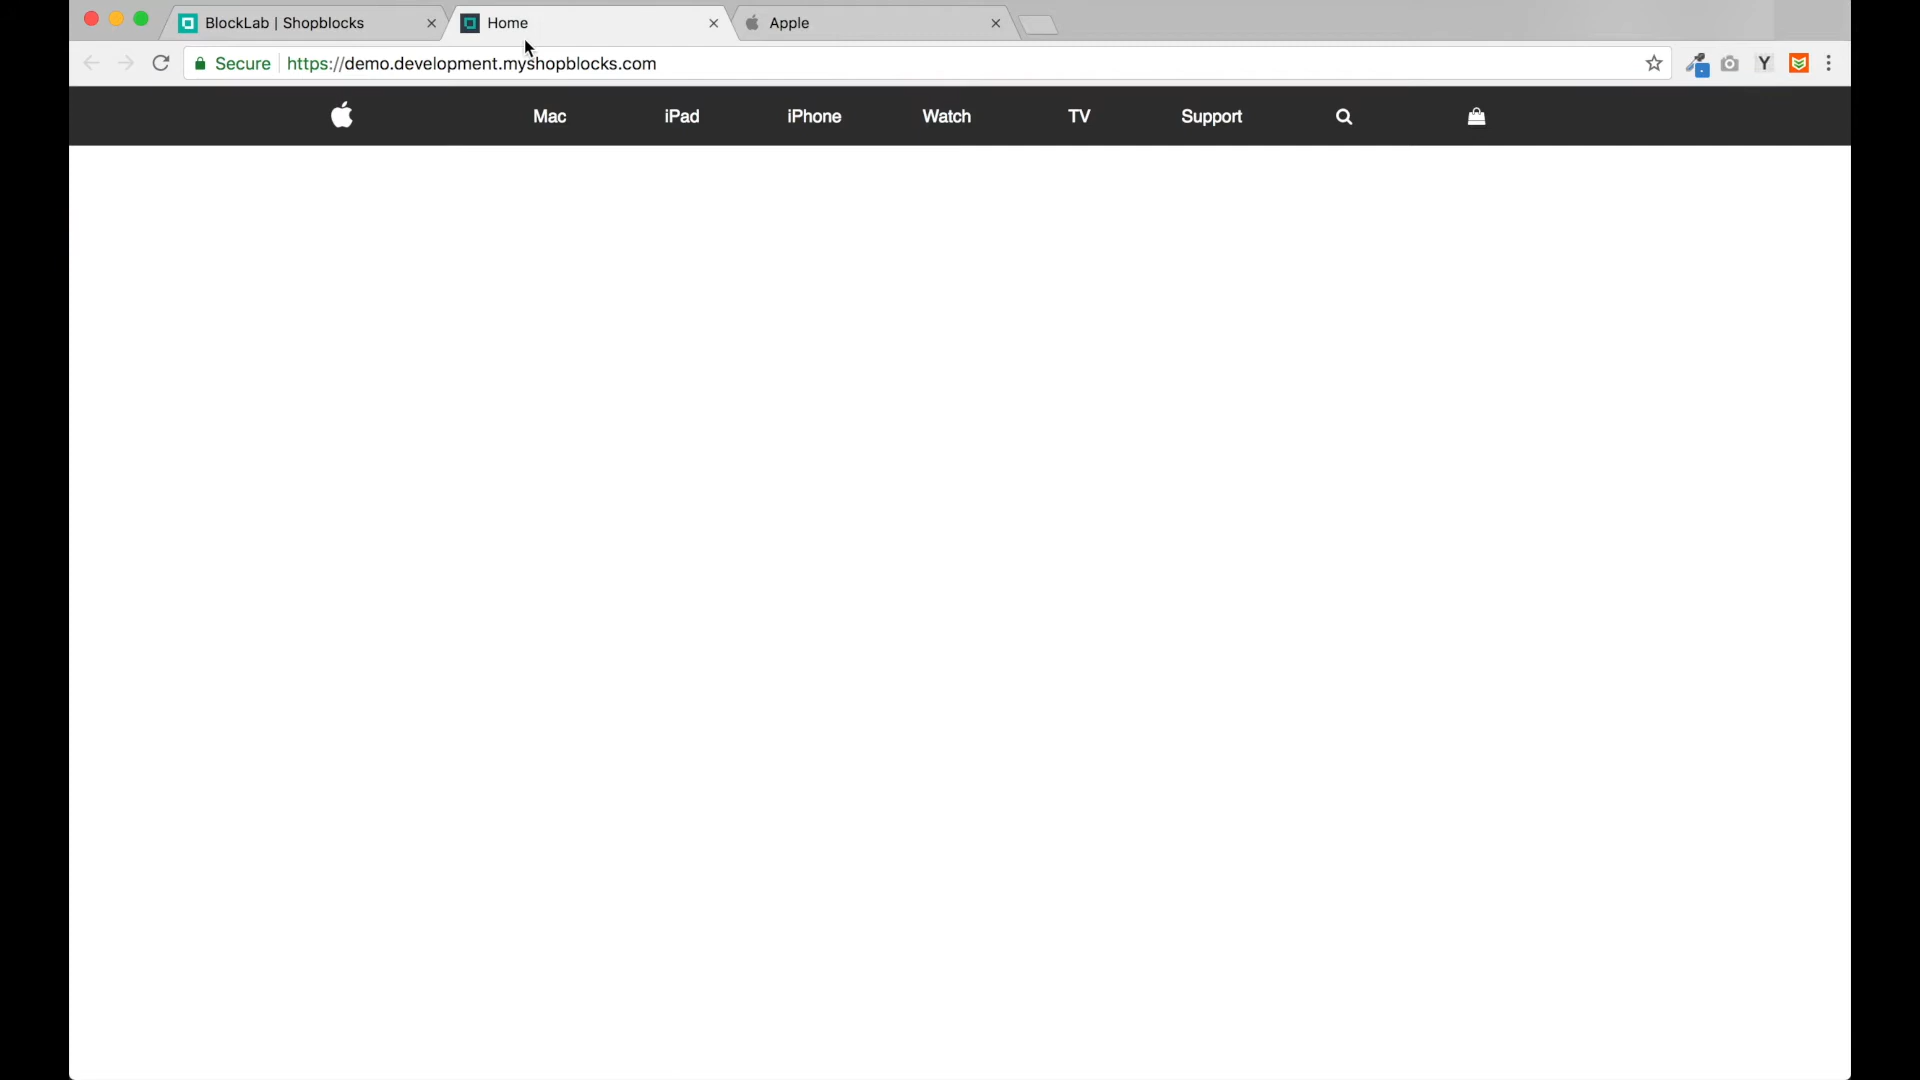 BlockLab | Shopblocks
Home
Apple
Secure
https://demo.development.myshopblocks.com
Y
Mac
iPad
iPhone
Watch
TV
Support